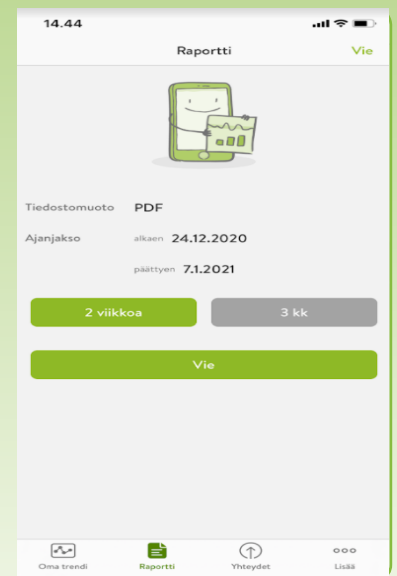 14.44
Raportti Vie
Tiedostomuoto PDF
Ajanjakso alkaen 24.12.2020
päättyen 7.1.2021
2 viikkoa 3 kk
Vie
Oma trendi Raportti Yhteydet Lisää